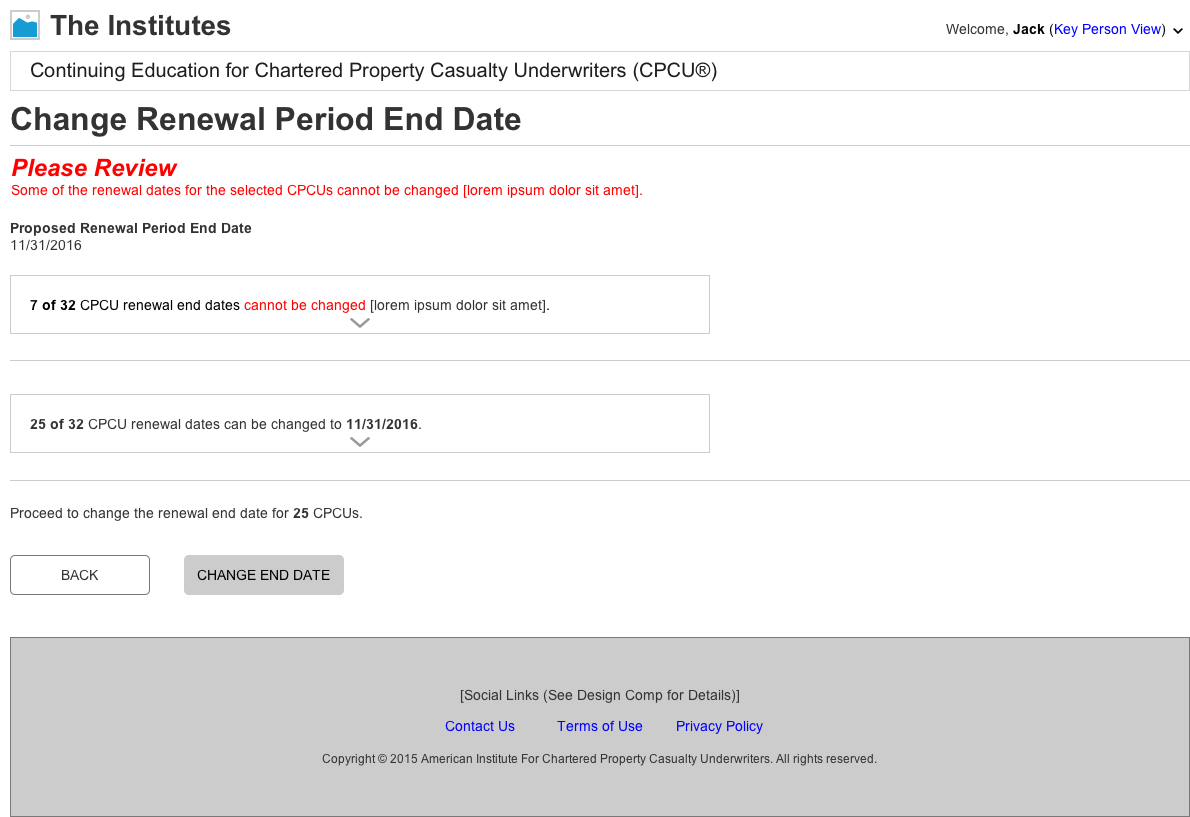 The Institutes
Welcome, Jack (Key Person View)
Continuing Education for Chartered Property Casualty Underwriters (CPCU®)
Change Renewal Period End Date
Please Review
Some of the renewal dates for the selected CPCUs cannot be changed [lorem ipsum dolor sit amet].
Proposed Renewal Period End Date
11/31/2016
7 of 32 CPCU renewal end dates cannot be changed [lorem ipsum dolor sit amet].
25 of 32 CPCU renewal dates can be changed to 11/31/2016.
Proceed to change the renewal end date for 25 CPCUs.
BACK
CHANGE END DATE
[Social Links (See Design Comp for Details)]
Contact Us Terms of Use Privacy Policy
Copyright © 2015 American Institute For Chartered Property Casualty Underwriters. All rights reserved.